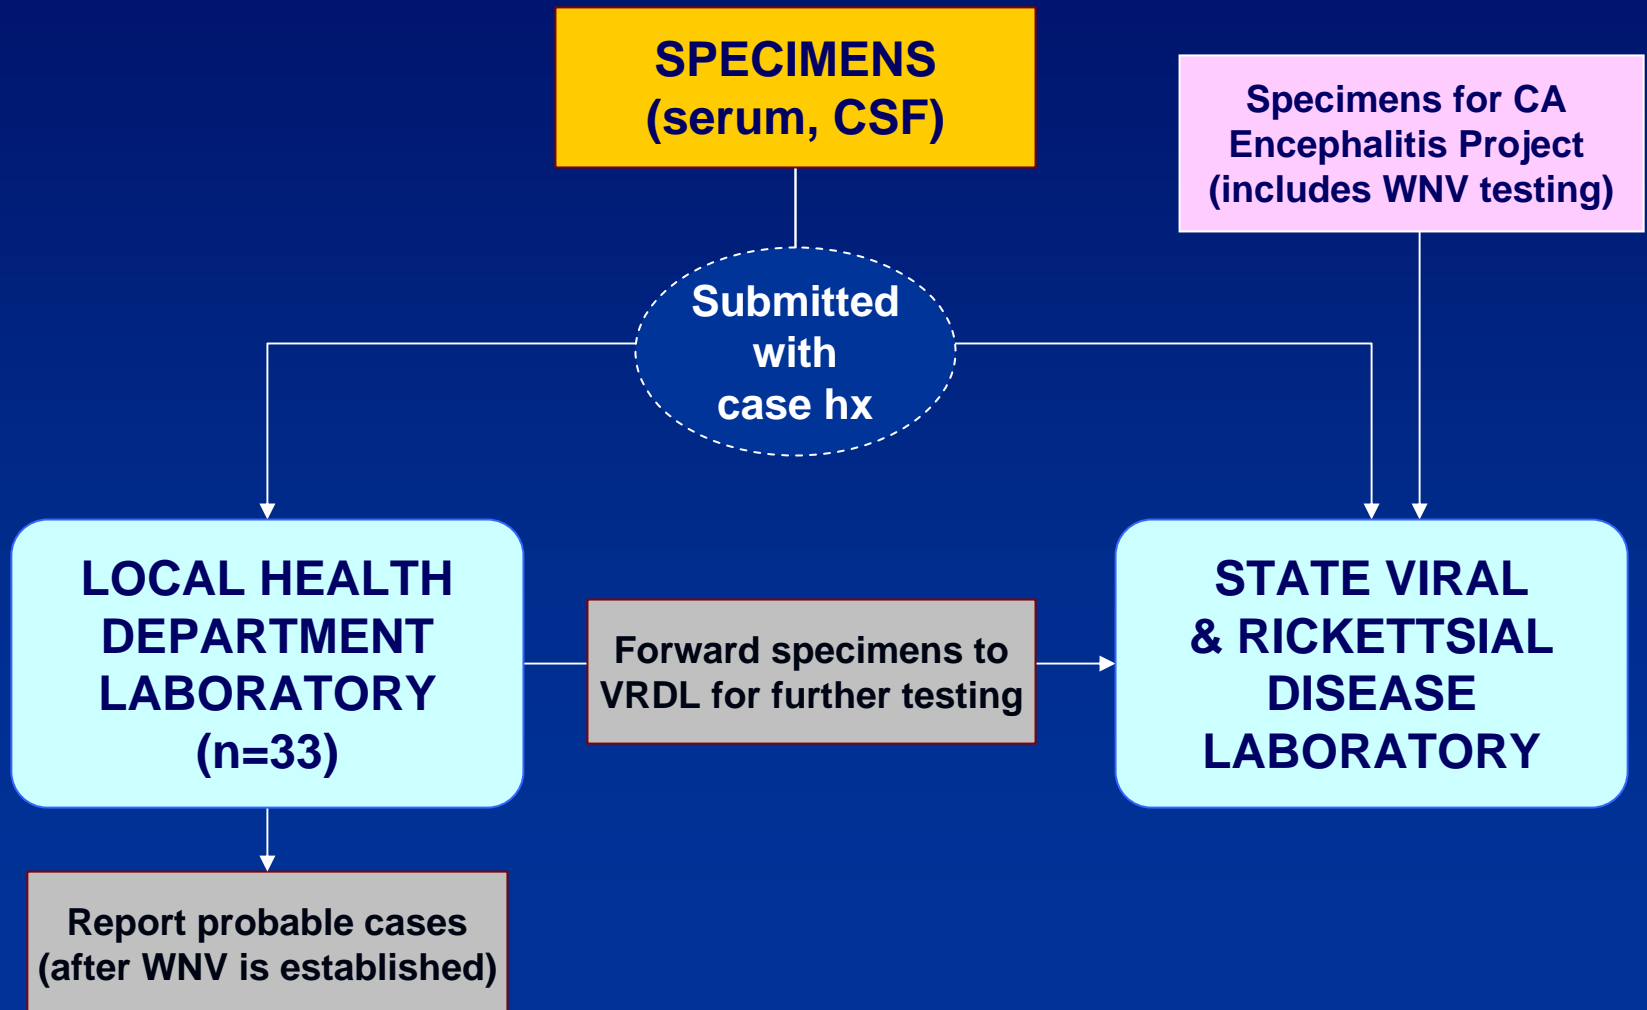 SPECIMENS
(serum, CSF)
Specimens for CA
Encephalitis Project
(includes WNV testing)
Submitted
with
case hx
LOCAL HEALTH
DEPARTMENT
LABORATORY
(n=33)
Forward specimens to
VRDL for further testing
STATE VIRAL
& RICKETTSIAL
DISEASE
LABORATORY
Report probable cases
(after WNV is established)